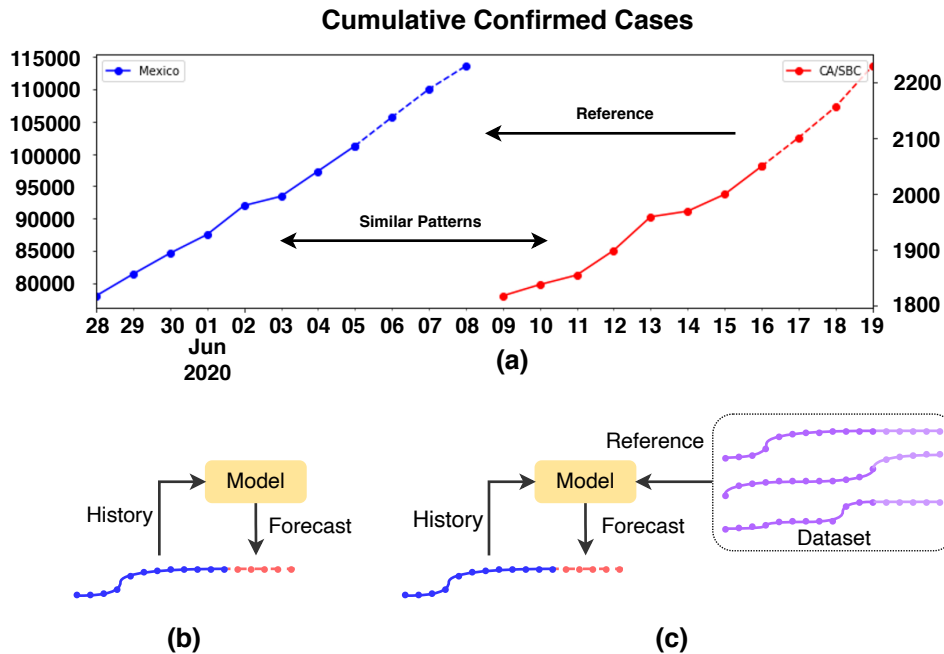 Cumulative Confirmed Cases
115000
110000
105000
100000
95000
90000
85000
80000
Mexico
CA/SBC
2200
2100
2000
1900
1800
Reference
Similar Patterns
28 29 30 01 02 03 04 05 06 07 08 09 10 11 12 13 14 15 16 17 18 19
Jun
2020
(a)
Model
History
Forecast
(b)
Model
History
Forecast
Reference
Dataset
(c)